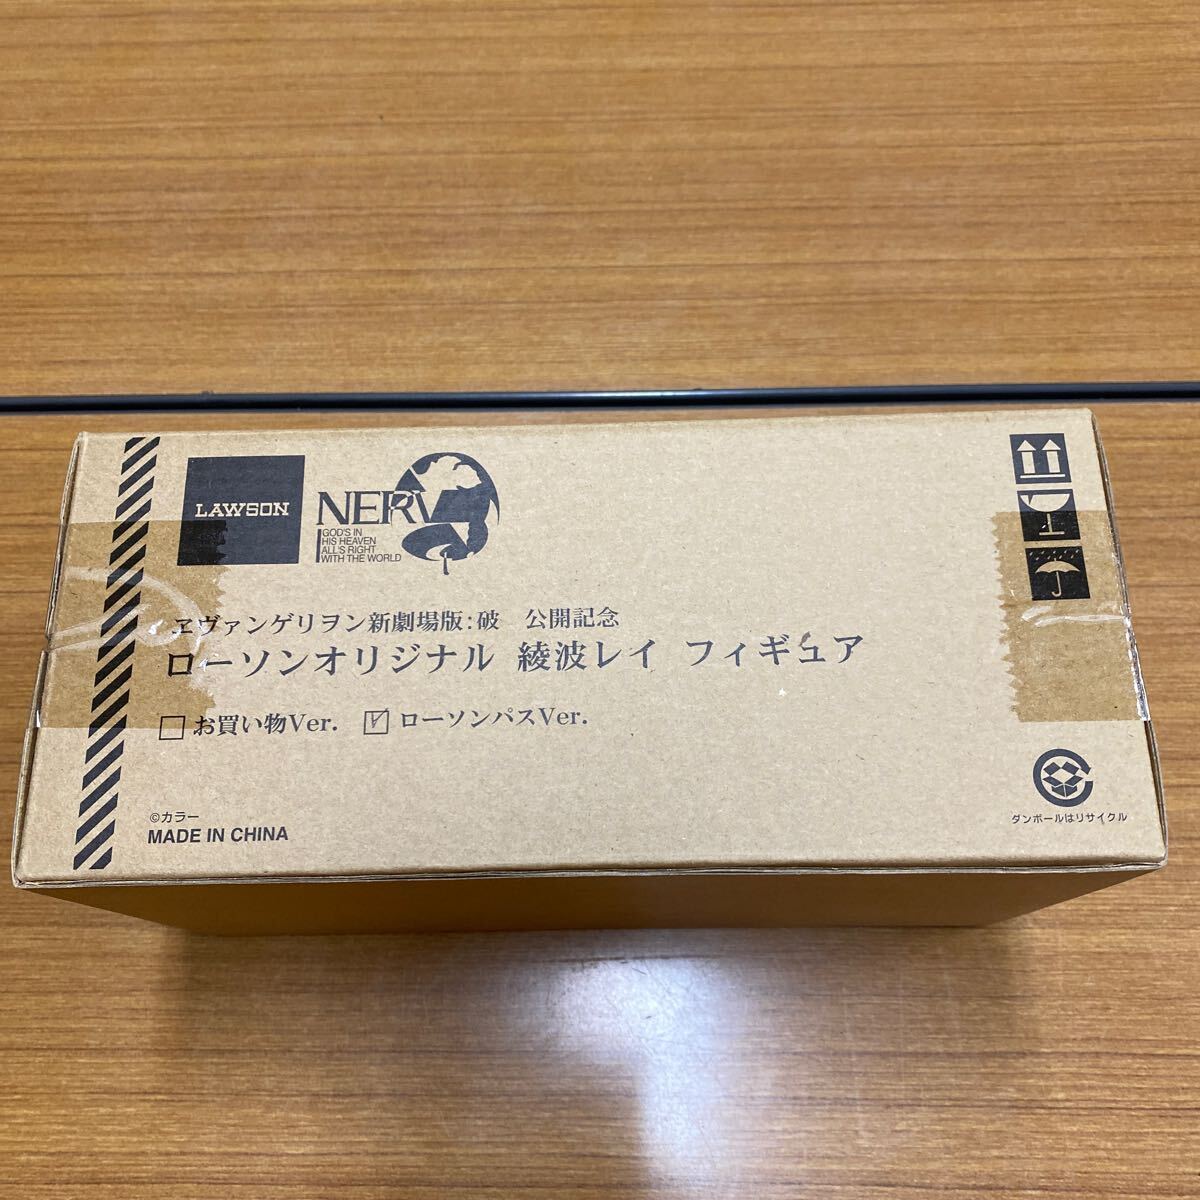 LAWSON
NERV
GOD'S IN
HIS HEAVEN
ALL'S RIGHT
WITH THE WORLD
ヱヴァンゲリヲン新劇場版:破　公開記念
ローソンオリジナル 綾波レイ フィギュア
□ お買い物Ver. ☑ ローソンパスVer.
©カラー
MADE IN CHINA
ダンボールはリサイクル